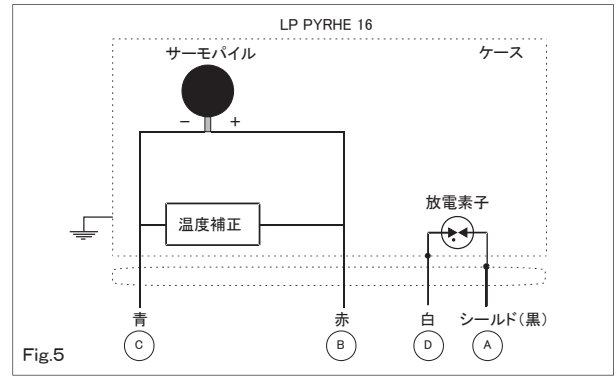 LP PYRHE 16
サーモパイル ケース
− +
放電素子
温度補正
青 赤 白 シールド(黒)
C B D A
Fig.5